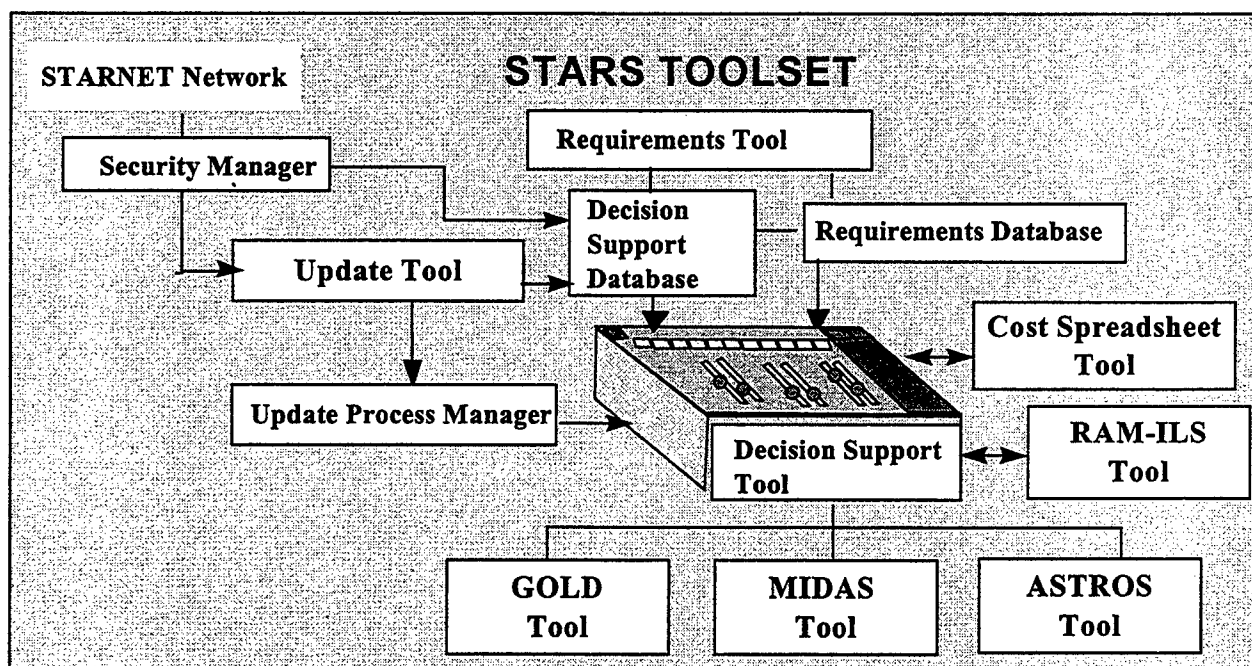 STARS TOOLSET
STARNET Network
Requirements Tool
Security Manager
Decision
Support
Database
Requirements Database
Update Tool
Cost Spreadsheet
Tool
Update Process Manager
RAM-ILS
Tool
Decision Support
Tool
GOLD
Tool
MIDAS
Tool
ASTROS
Tool